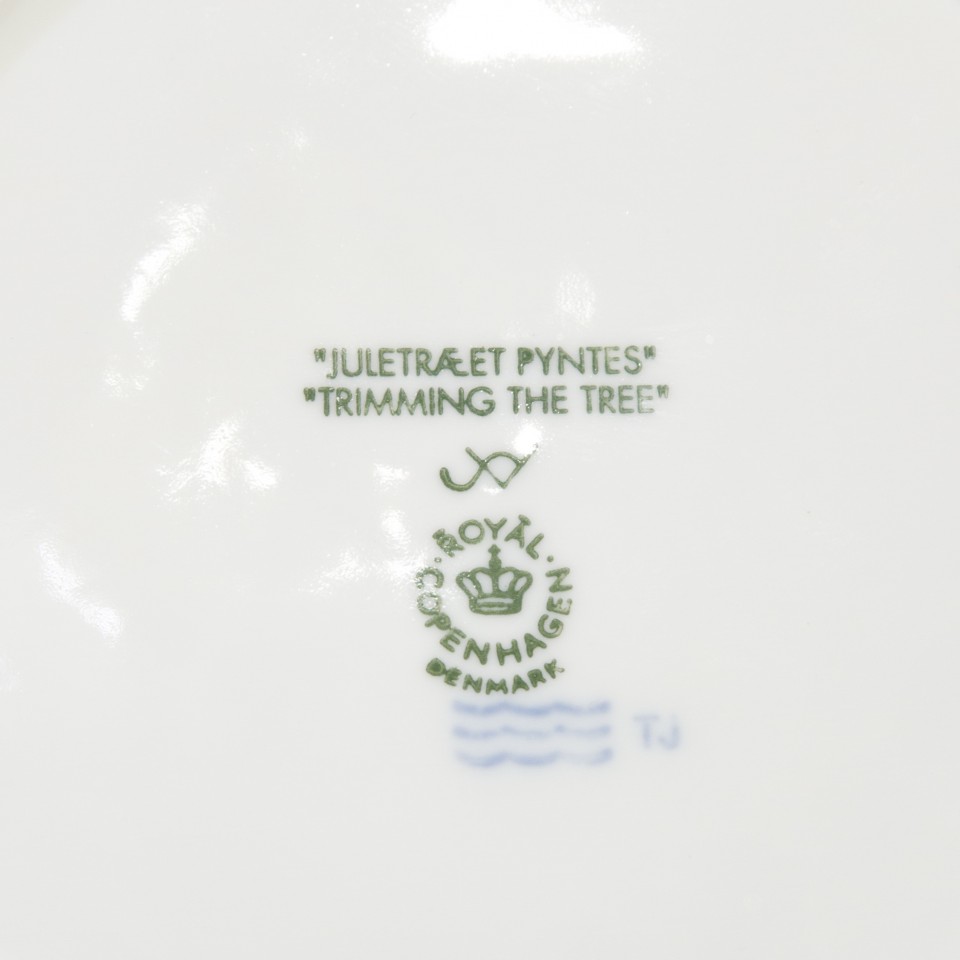 "JULETRÆET PYNTES"
"TRIMMING THE TREE"
ROYAL
COPENHAGEN
DENMARK
TJ